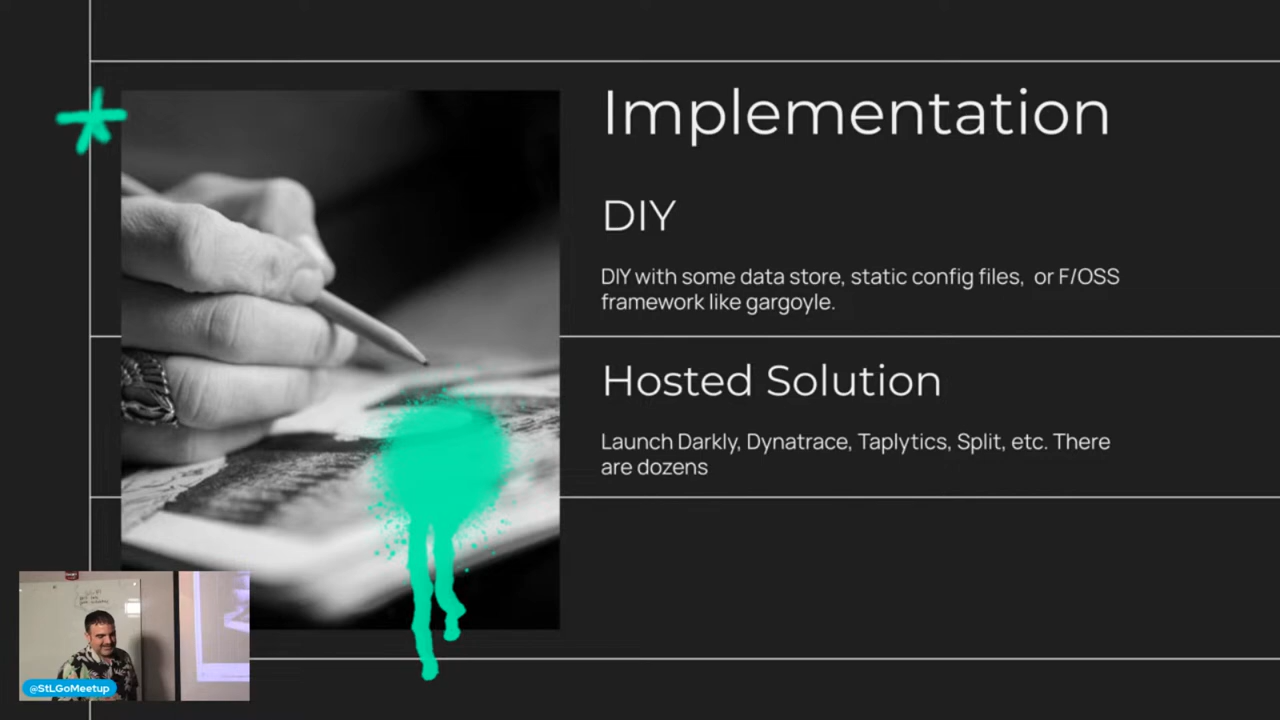 Implementation
DIY
DIY with some data store, static config files,  or F/OSS
framework like gargoyle.
Hosted Solution
Launch Darkly, Dynatrace, Taplytics, Split, etc. There
are dozens
@StLGoMeetup